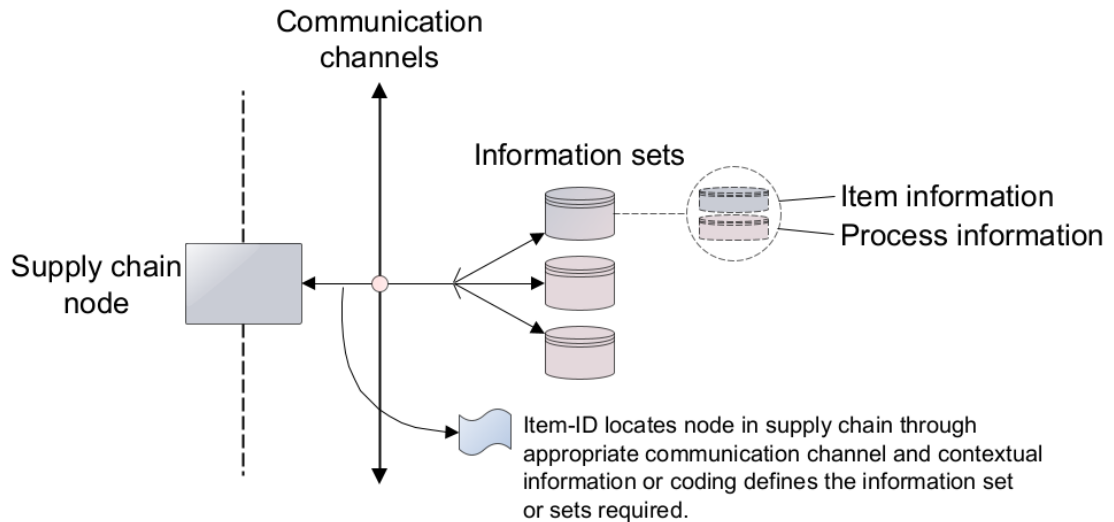 Communication
channels
Information sets
Item information
Process information
Supply chain
node
Item-ID locates node in supply chain through
appropriate communication channel and contextual
information or coding defines the information set
or sets required.